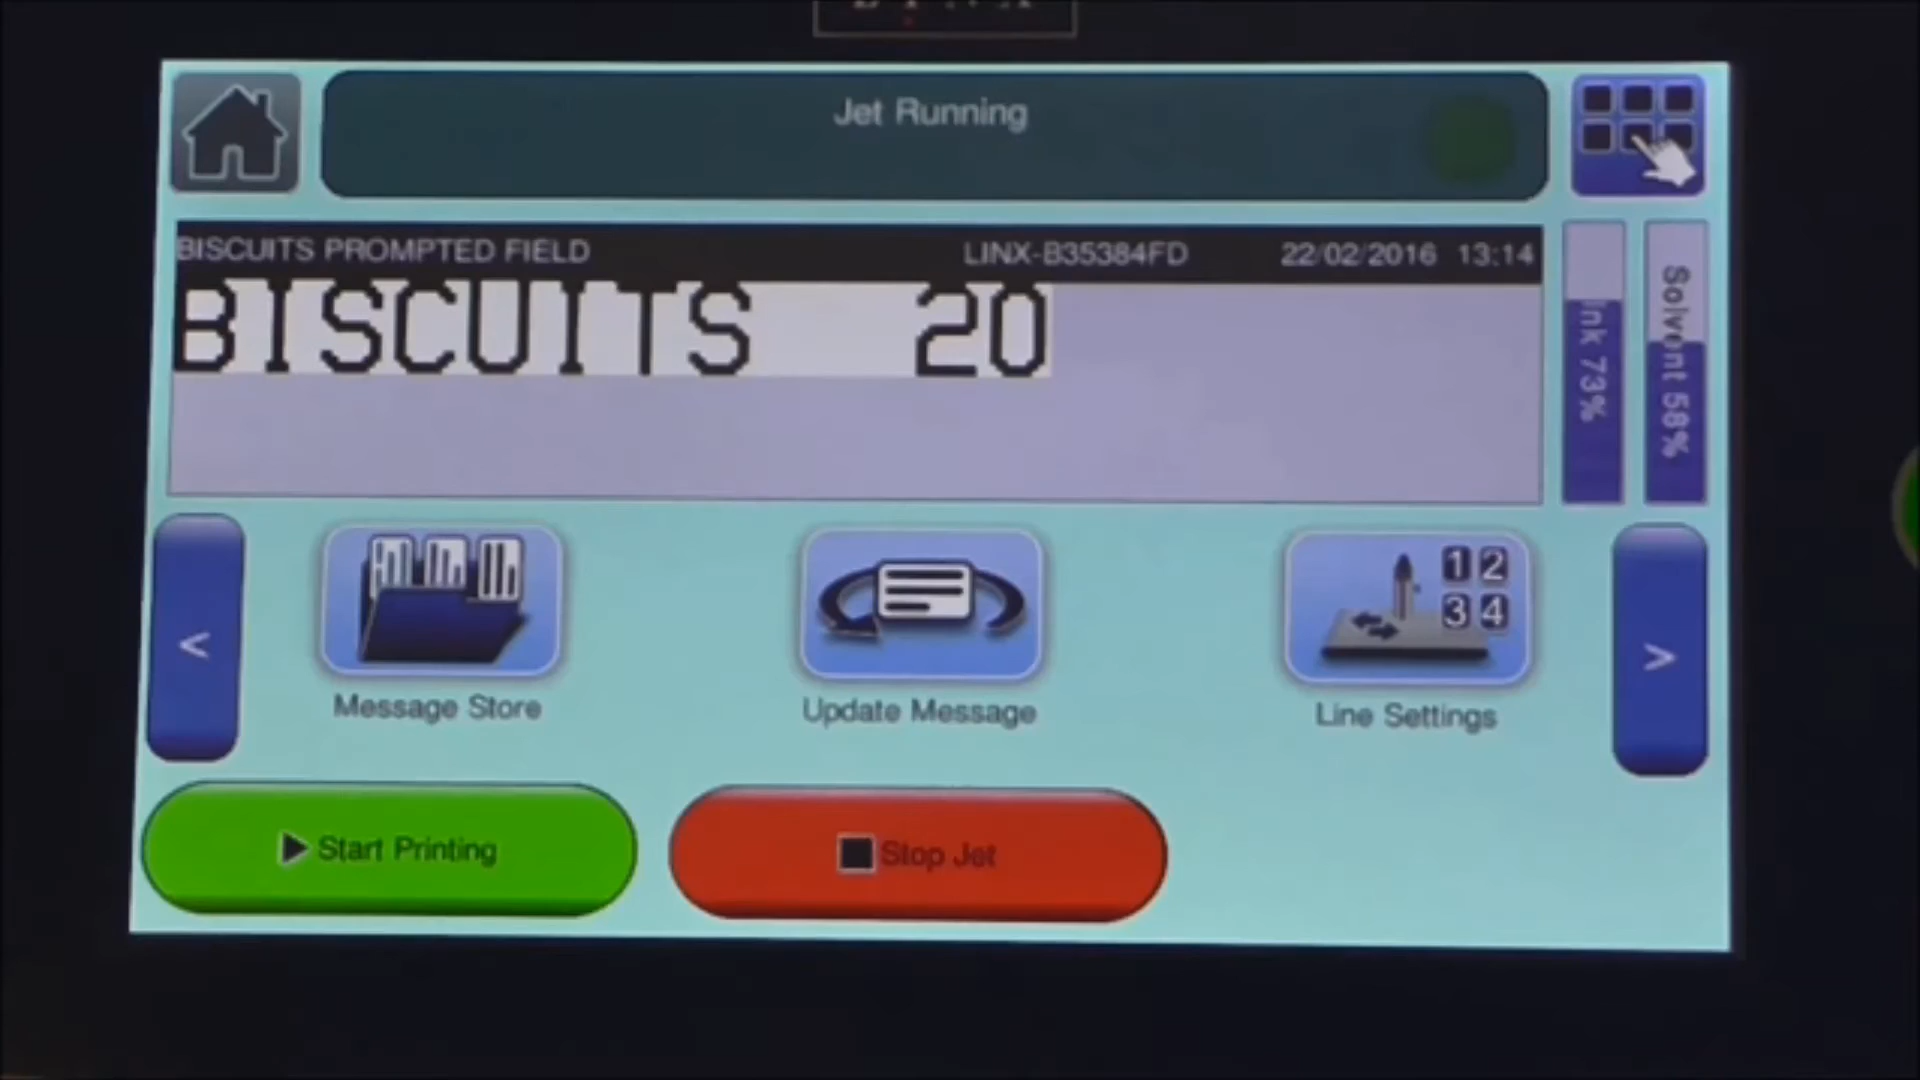 Jet Running
BISCUITS PROMPTED FIELD LINX-B35384FD 22/02/2016 13:14
BISCUITS 20
Ink 73%
Solvent 58%
<
Message Store
Update Message
1 2
3 4
Line Settings
>
Start Printing
Stop Jet